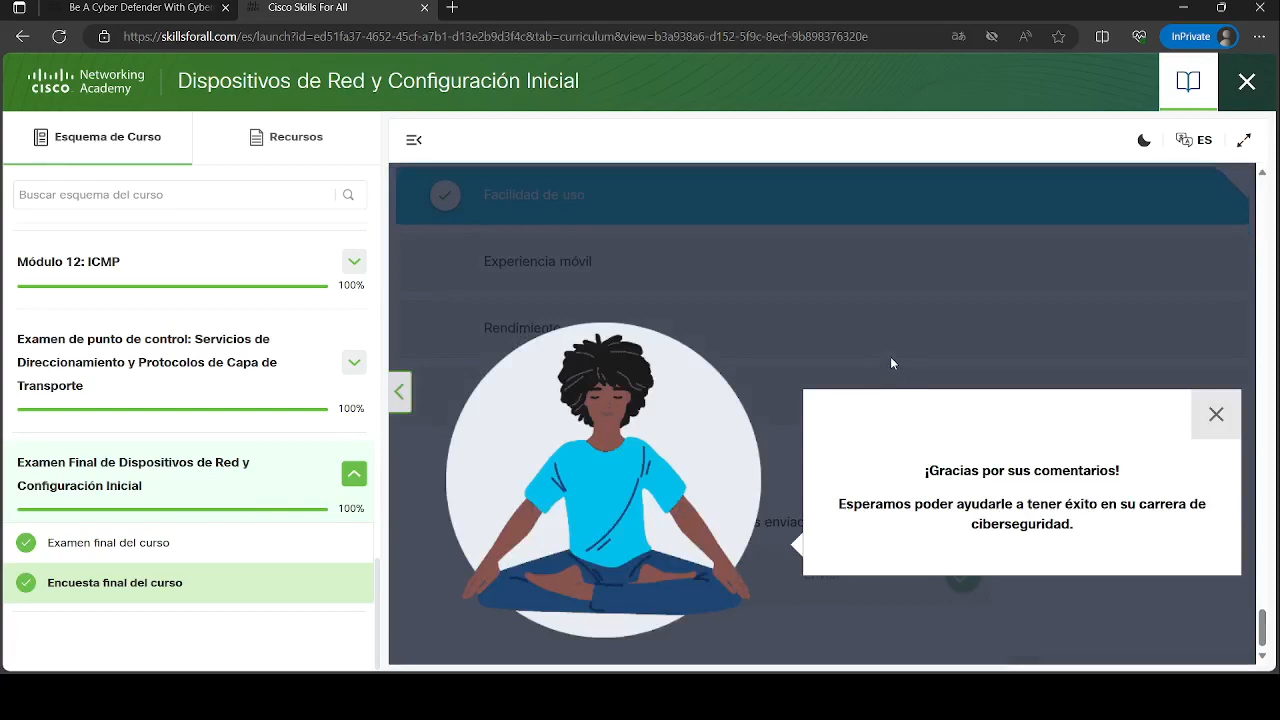 Be A Cyber Defender With Cyber
Cisco Skills For All
https://skillsforall.com/es/launch?id=ed51fa37-4652-45cf-a7b1-d13e2b9d3f4c8&tab=curriculum&view=b3a938a6-d152-5f9c-8ecf-9b898376320e
InPrivate
Networking
CISCO Academy
Dispositivos de Red y Configuración Inicial
Esquema de Curso
Recursos
ES
Buscar esquema del curso
Módulo 12: ICMP
100%
Examen de punto de control: Servicios de
Direccionamiento y Protocolos de Capa de
Transporte
100%
Examen Final de Dispositivos de Red y
Configuración Inicial
100%
Examen final del curso
Encuesta final del curso
Facilidad de uso
Experiencia móvil
Rendimiento
¡Gracias por sus comentarios!
Esperamos poder ayudarle a tener éxito en su carrera de
ciberseguridad.